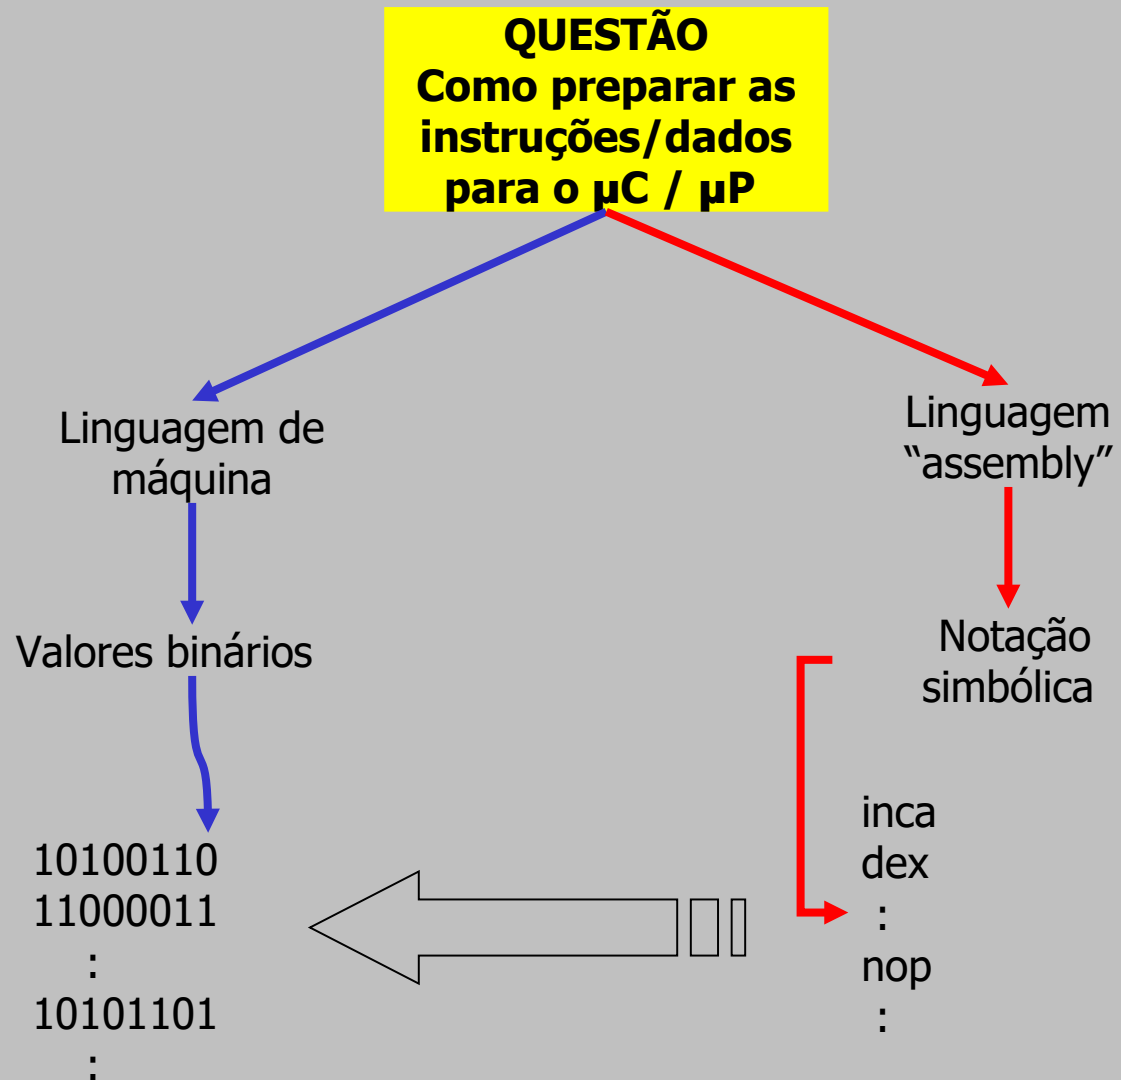 QUESTÃO
Como preparar as
instruções/dados
para o µC / µP
Linguagem de
máquina
Valores binários
10100110
11000011
:
10101101
:
Linguagem
“assembly”
Notação
simbólica
inca
dex
:
nop
: